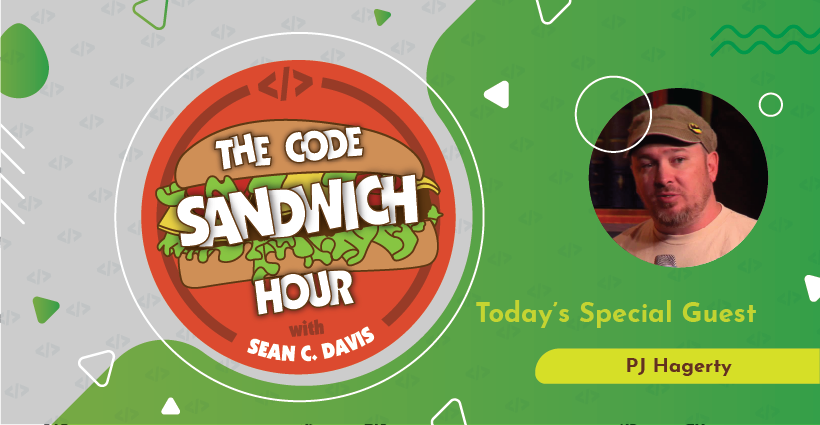 </>
THE CODE
SANDWICH
HOUR
with
SEAN C. DAVIS
Today's Special Guest
PJ Hagerty